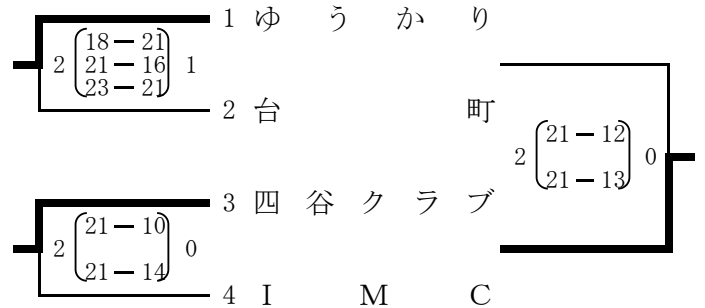 1 ゆうかり
2 (18 — 21
21 — 16
23 — 21) 1
2 台町
2 (21 — 12
21 — 13) 0
3 四谷クラブ
2 (21 — 10
21 — 14) 0
4 IMC